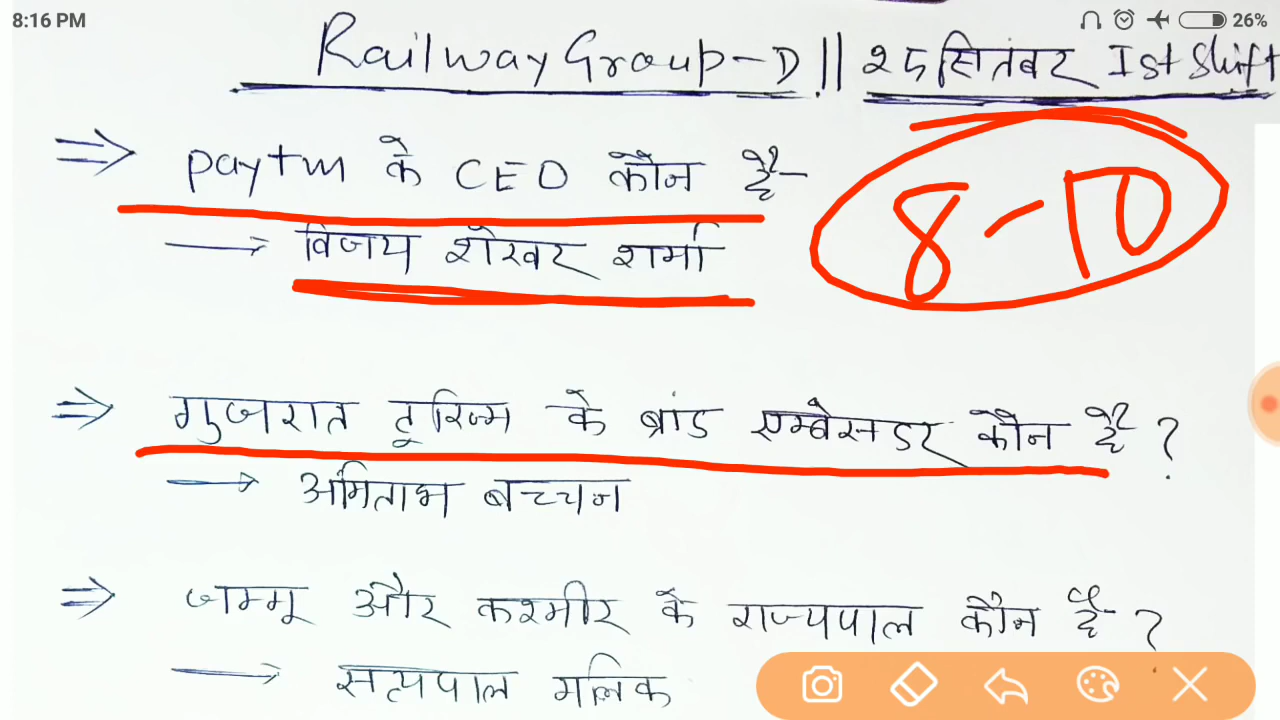 8:16 PM 26%
Railway Group-D || 25 सितंबर Ist Shift
⇒ paytm के CEO कौन है-
→ विजय शेखर शर्मा
8-10
⇒ गुजरात टूरिज्म के ब्रांड एम्बेसडर कौन है ?
→ अमिताभ बच्चन
⇒ जम्मू और कश्मीर के राज्यपाल कौन है- ?
→ सत्यपाल मलिक